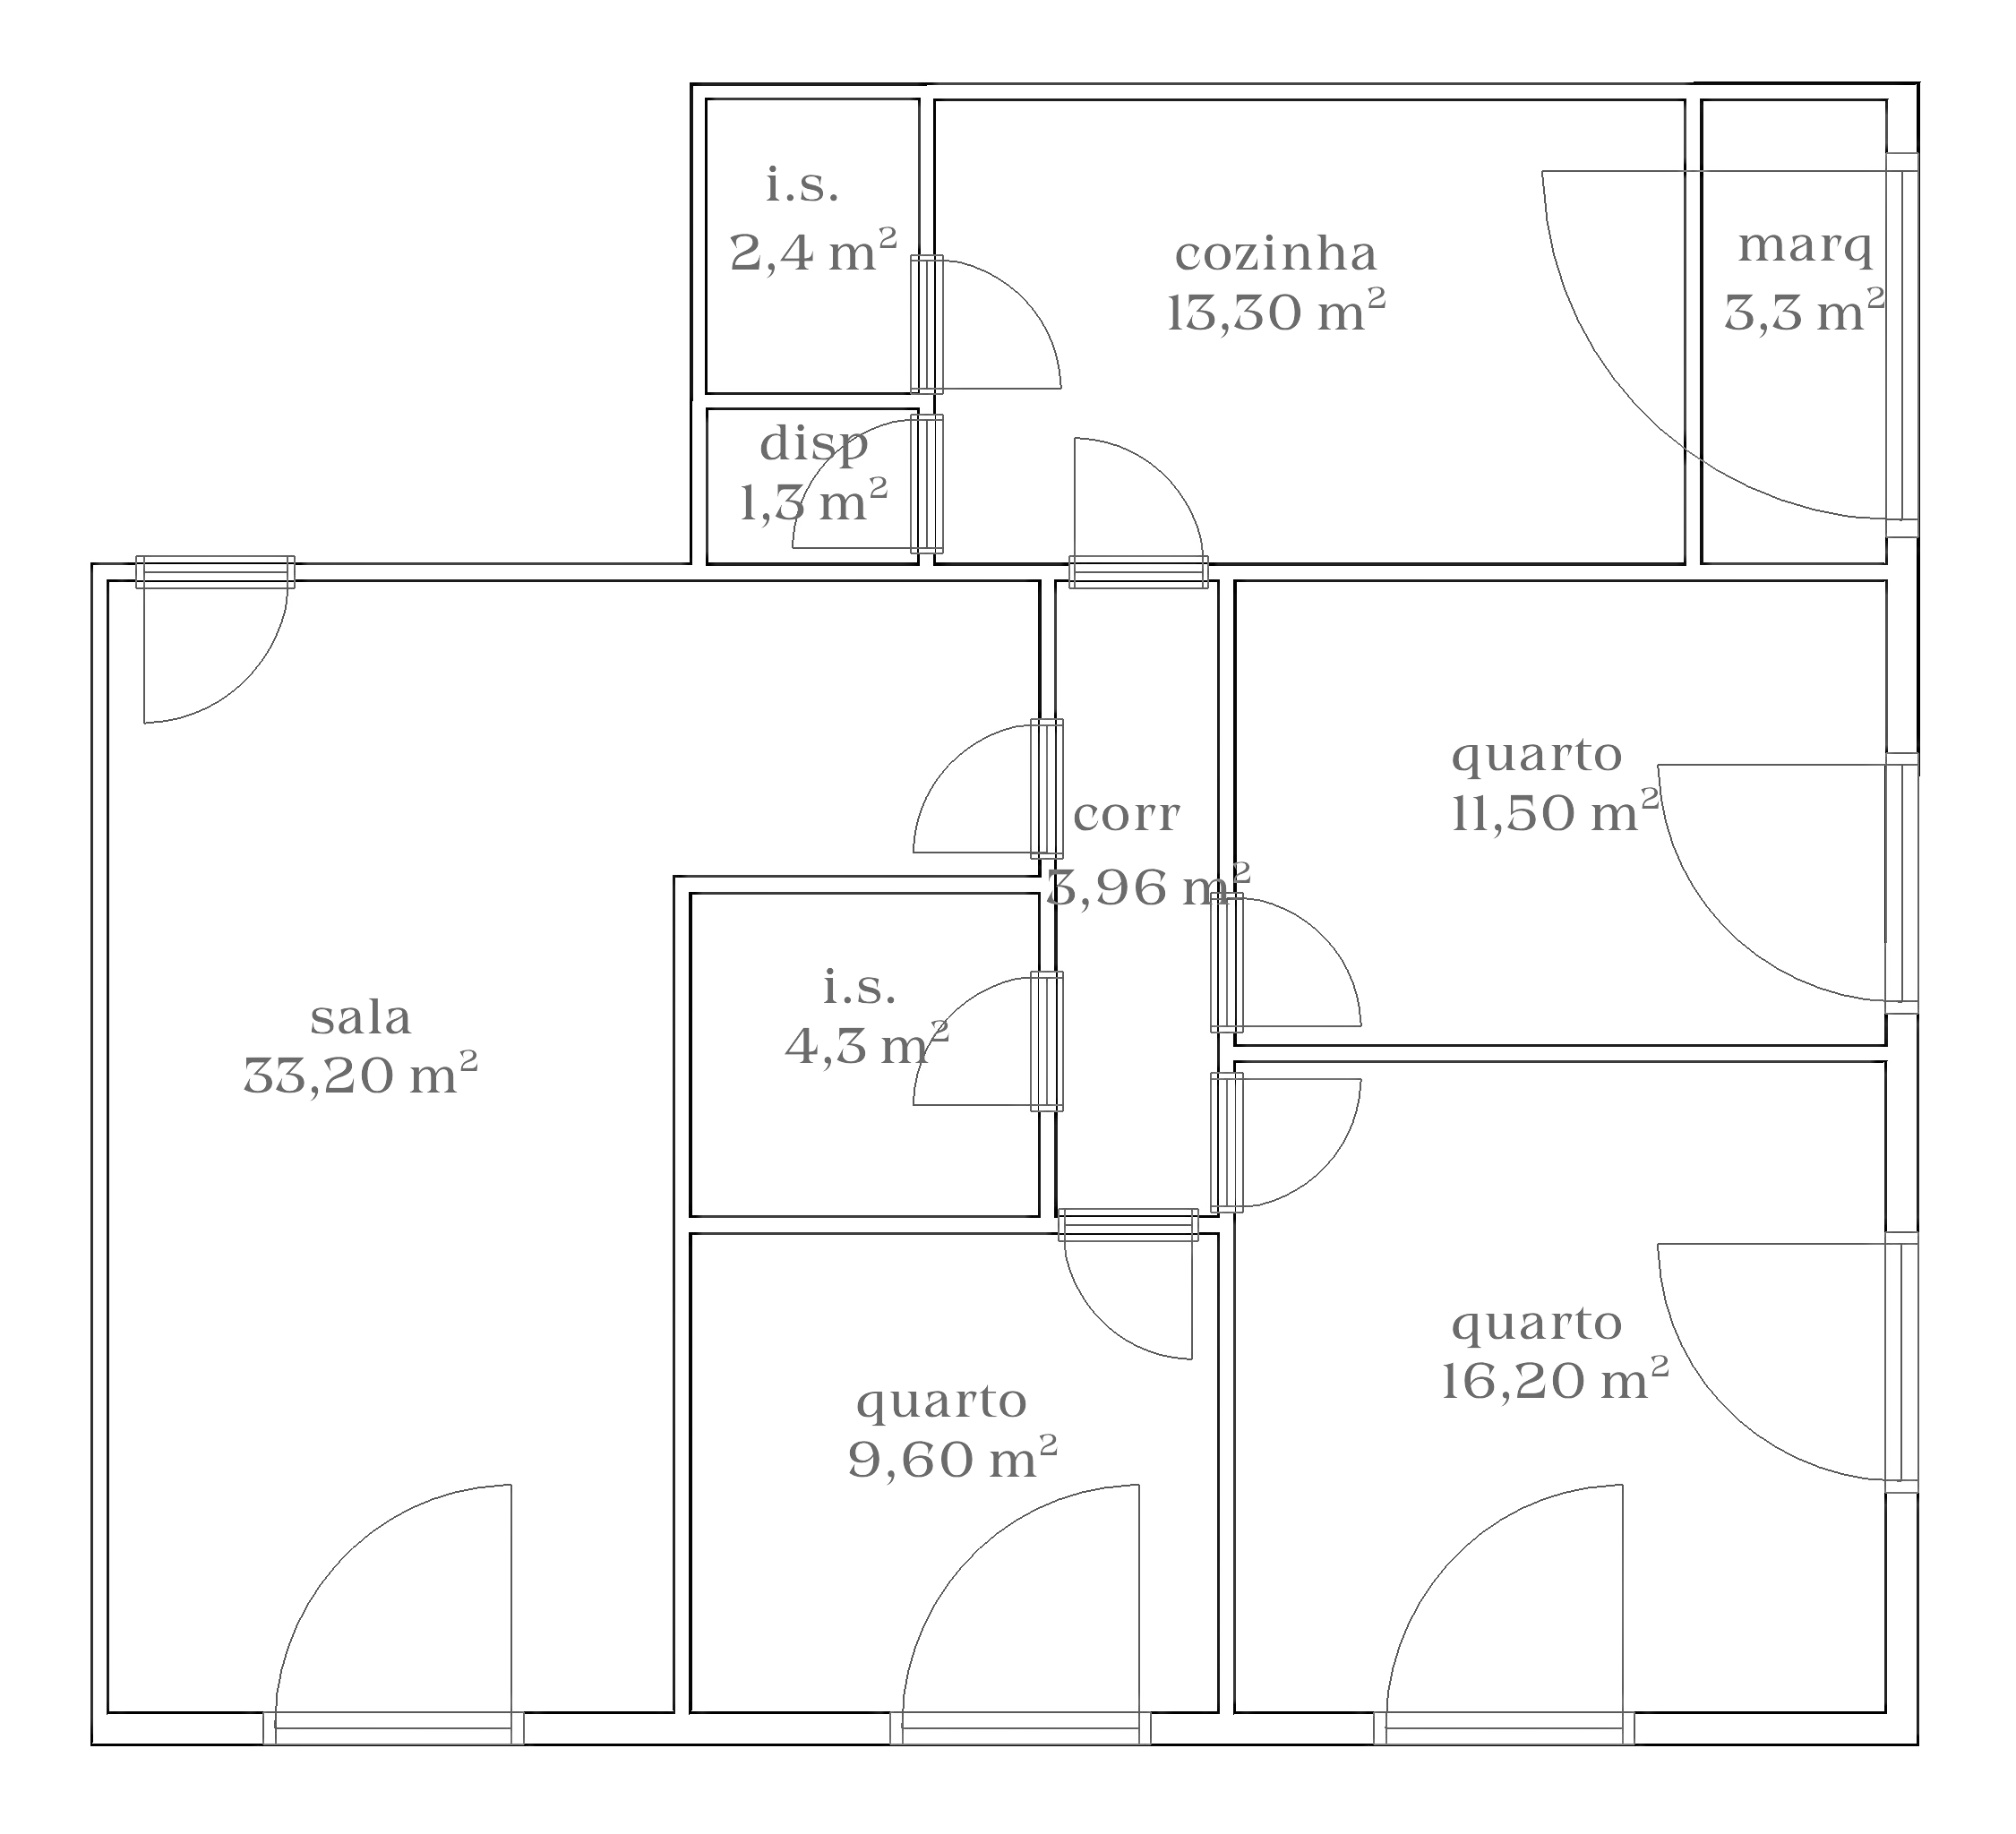 i.s.
2,4 m²
cozinha
13,30 m²
marq
3,3 m²
disp
1,3 m²
quarto
11,50 m²
corr
3,96 m²
i.s.
4,3 m²
sala
33,20 m²
quarto
16,20 m²
quarto
9,60 m²